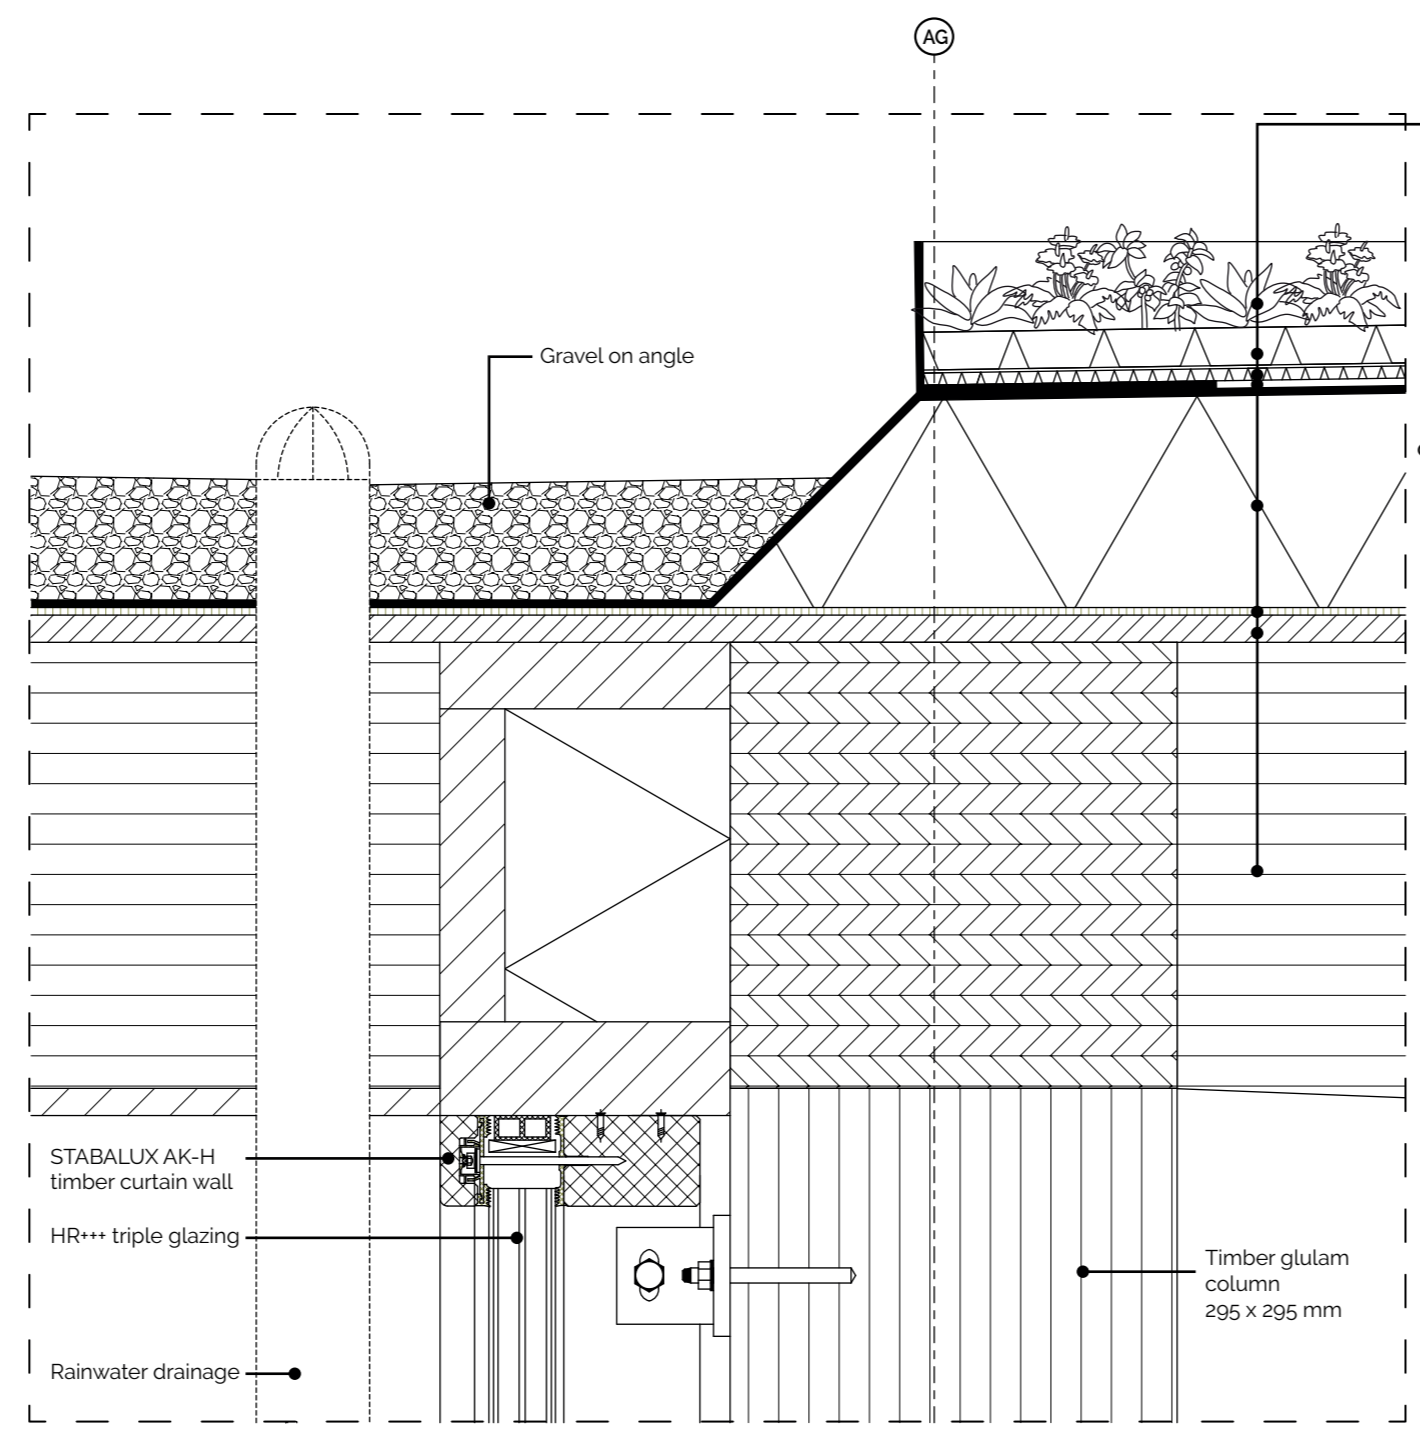 AG
Gravel on angle
STABALUX AK-H
timber curtain wall
HR+++ triple glazing
Timber glulam
column
295 x 295 mm
Rainwater drainage